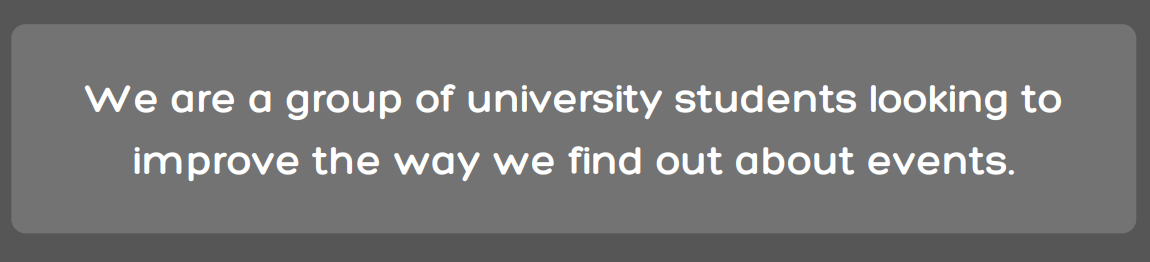 We are a group of university students looking to
improve the way we find out about events.